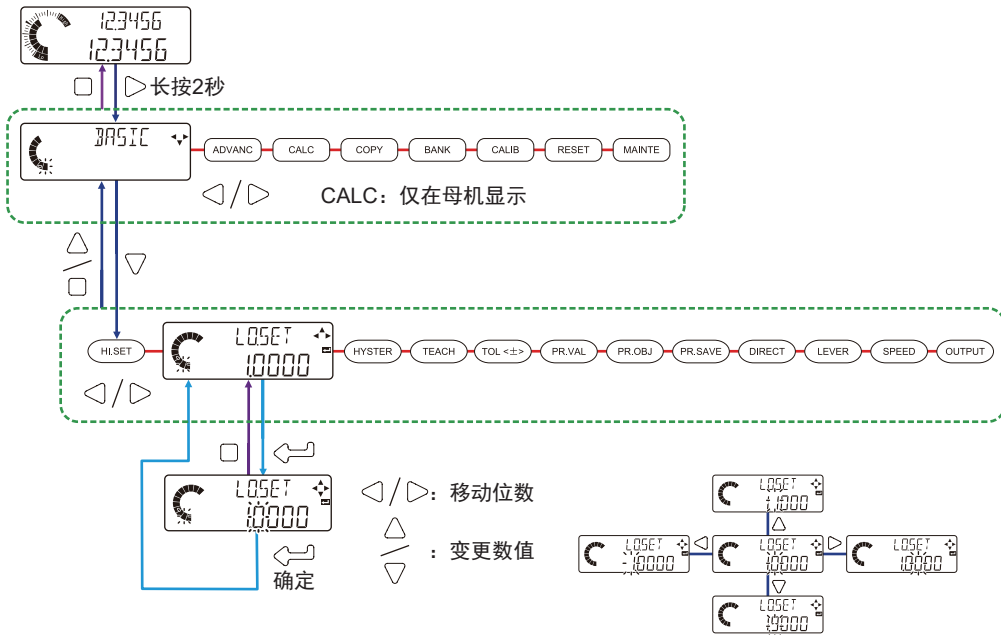 12.3456
12.3456
长按2秒
BASIC
ADVANC
CALC
COPY
BANK
CALIB
RESET
MAINTE
CALC：仅在母机显示
HI.SET
LO.SET
1.0000
HYSTER
TEACH
TOL <±>
PR.VAL
PR.OBJ
PR.SAVE
DIRECT
LEVER
SPEED
OUTPUT
LO.SET
1.0000
：移动位数
：变更数值
确定
LO.SET
1.1000
LO.SET
-1.0000
LO.SET
1.0000
LO.SET
1.0000
LO.SET
1.9000